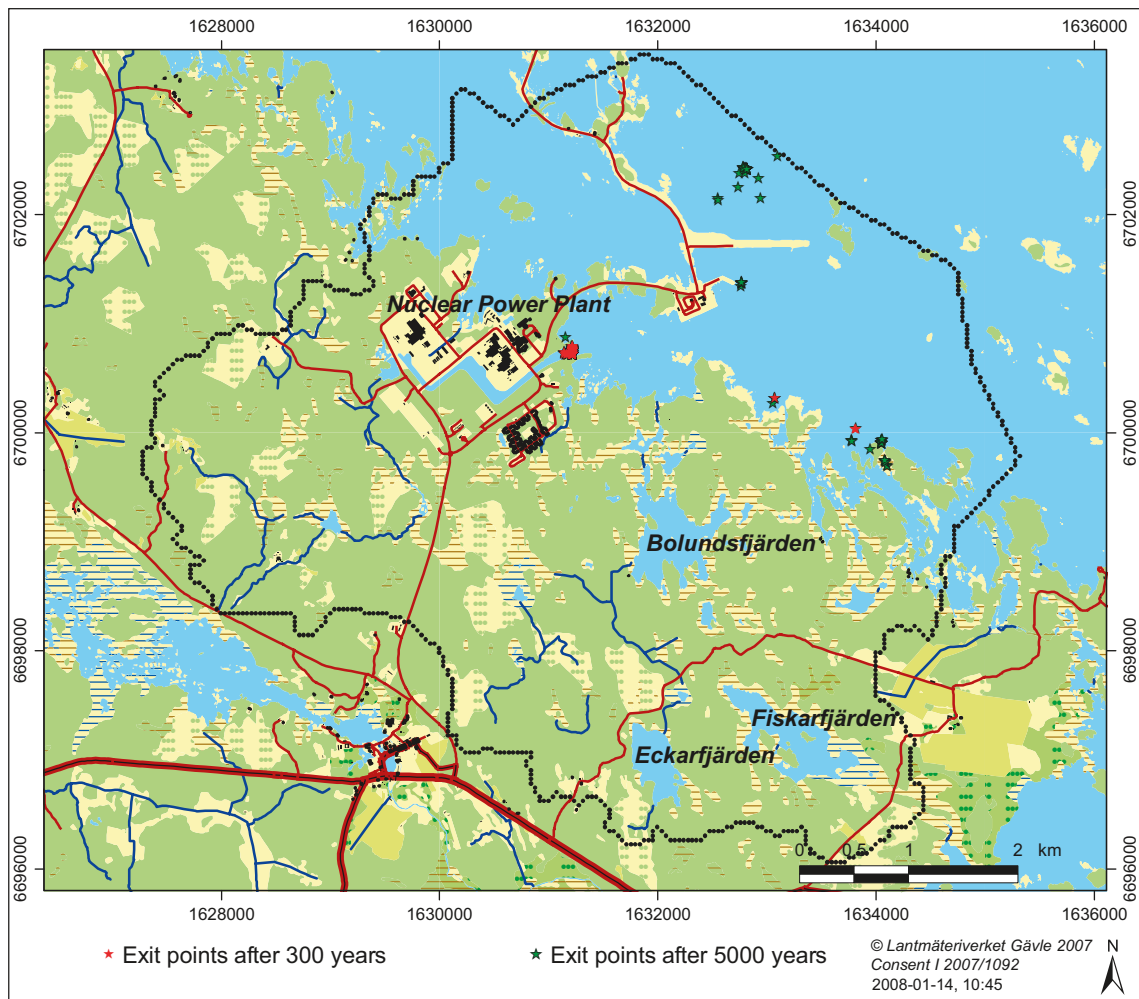 1628000 1630000 1632000 1634000 1636000
6702000 6702000
Nuclear Power Plant
6700000 6700000
Bolundsfjärden
6698000 6698000
Fiskarfjärden
Eckarfjärden
0 0.5 1 2 km
6696000 6696000
1628000 1630000 1632000 1634000 1636000
Exit points after 300 years Exit points after 5000 years
© Lantmäteriverket Gävle 2007
Consent I 2007/1092
2008-01-14, 10:45
N